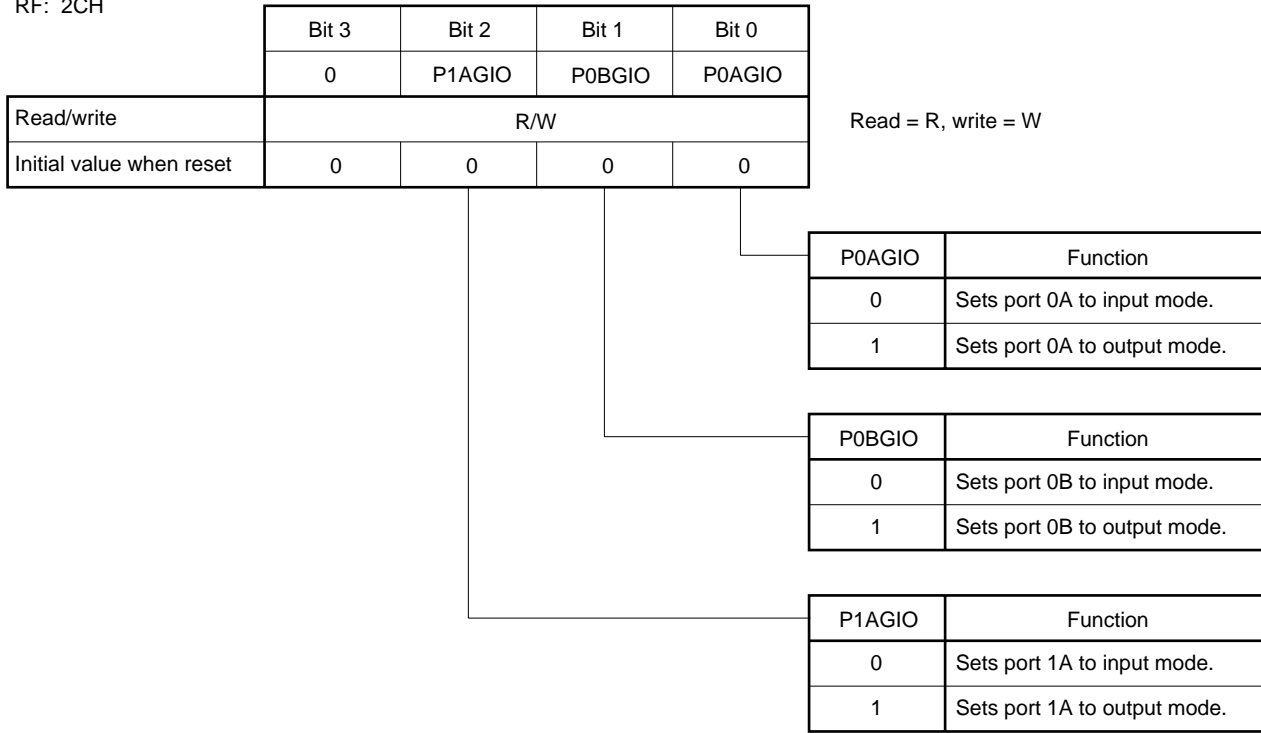 RF: 2CH
Bit 3 Bit 2 Bit 1 Bit 0
0 P1AGIO P0BGIO P0AGIO
Read/write R/W
Read = R, write = W
Initial value when reset 0 0 0 0
P0AGIO Function
0 Sets port 0A to input mode.
1 Sets port 0A to output mode.
P0BGIO Function
0 Sets port 0B to input mode.
1 Sets port 0B to output mode.
P1AGIO Function
0 Sets port 1A to input mode.
1 Sets port 1A to output mode.